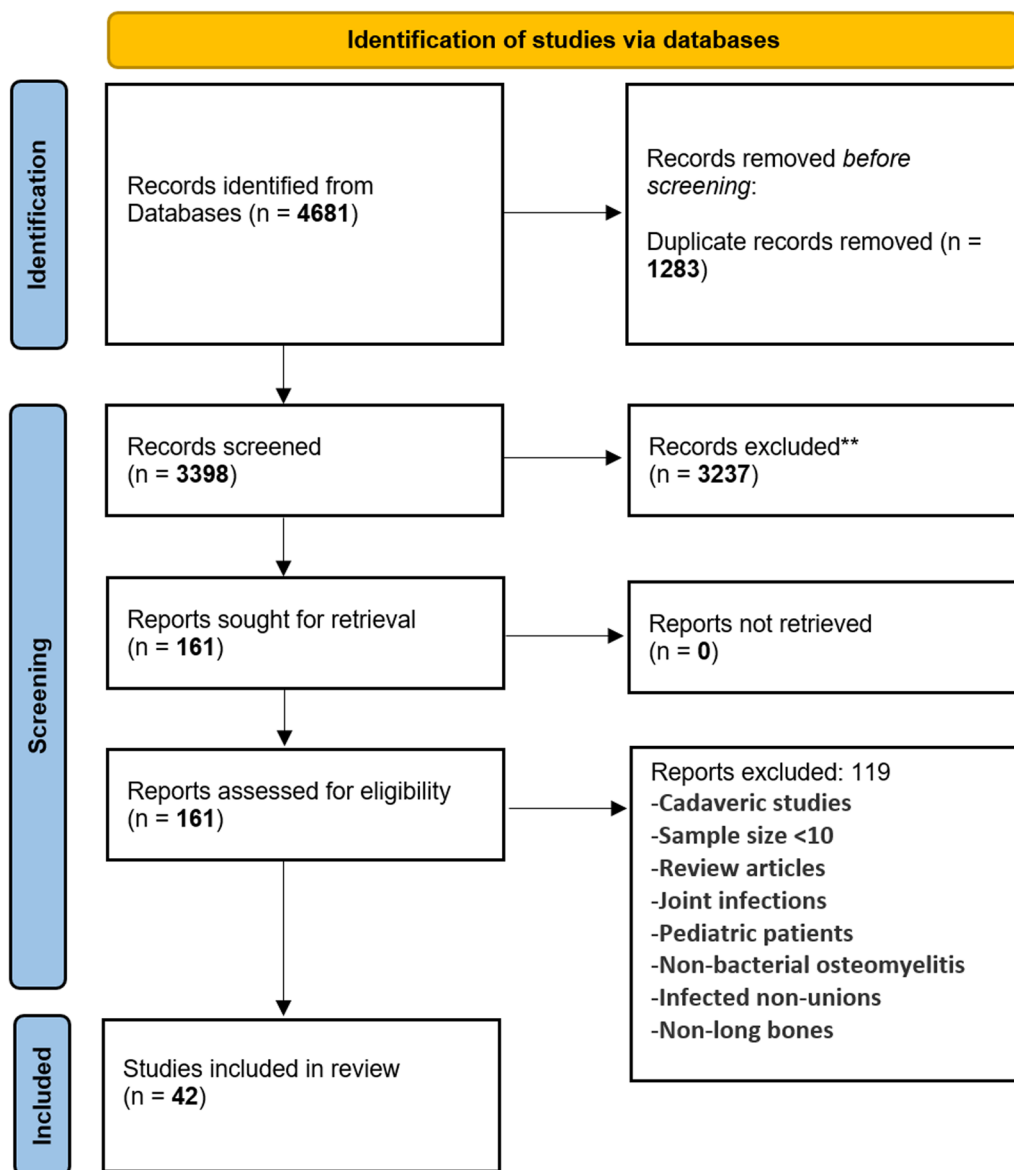 Identification of studies via databases
Identification
Records identified from
Databases (n = 4681)
Records removed before
screening:
Duplicate records removed (n =
1283)
Screening
Records screened
(n = 3398)
Records excluded**
(n = 3237)
Reports sought for retrieval
(n = 161)
Reports not retrieved
(n = 0)
Reports assessed for eligibility
(n = 161)
Reports excluded: 119
-Cadaveric studies
-Sample size <10
-Review articles
-Joint infections
-Pediatric patients
-Non-bacterial osteomyelitis
-Infected non-unions
-Non-long bones
Included
Studies included in review
(n = 42)